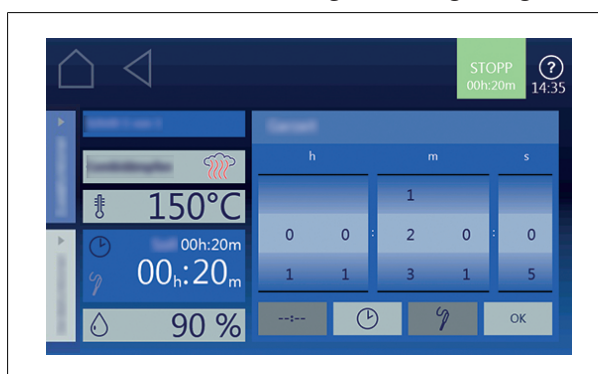 STOPP
00h:20m
?
14:35
h m s
150°C
00h:20m
00h:20m
90 %
1
0 0 : 2 0 : 0
1 1 3 1 5
--:--
OK